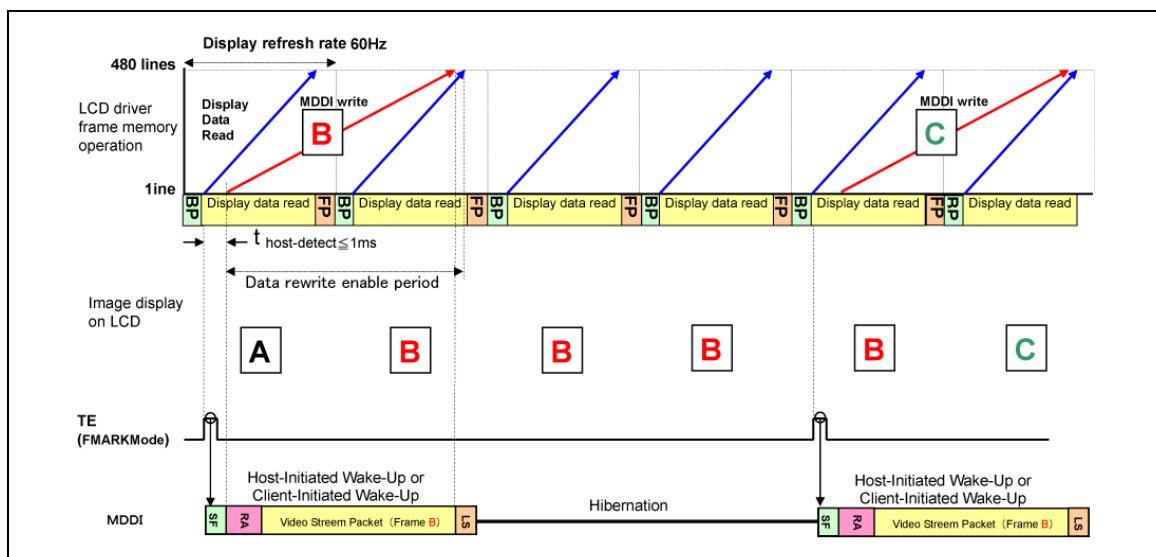 Display refresh rate 60Hz
480 lines
LCD driver
frame memory
operation
Display
Data
Read
MDDI write
B
MDDI write
C
1ine
BP Display data read FP BP Display data read FP BP Display data read FP BP Display data read FP BP Display data read FP BP Display data read
t host-detect≦1ms
Data rewrite enable period
Image display
on LCD
A B B B B C
TE
(FMARKMode)
Host-Initiated Wake-Up or
Client-Initiated Wake-Up
Host-Initiated Wake-Up or
Client-Initiated Wake-Up
Hibernation
MDDI
SF RA Video Streem Packet (Frame B) LS
SF RA Video Streem Packet (Frame B) LS